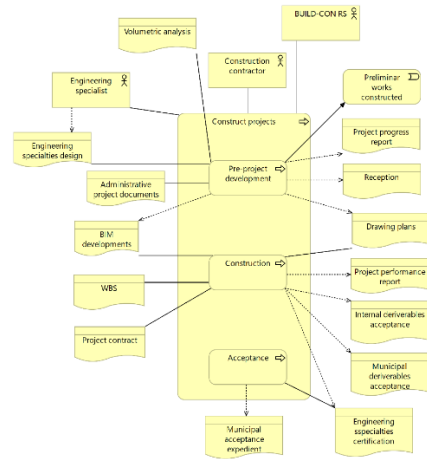 BUILD-CON RS
Volumetric analysis
Construction
contractor
Engineering
specialist
Preliminar
works
constructed
Construct projects
Project progress
report
Engineering
specialties design
Pre-project
development
Reception
Administrative
project documents
BIM
developments
Drawing plans
Construction
Project performance
report
WBS
Internal deriverables
acceptance
Project contract
Acceptance
Municipal
deriverables
acceptance
Municipal
acceptance
expedient
Engineering
sspecialties
certification